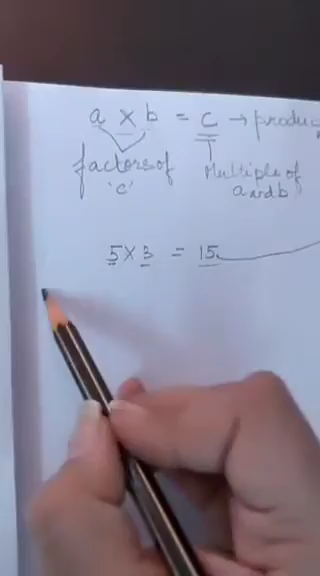 a × b = c → produc
factors of Multiple of
'c' a and b
5 × 3 = 15